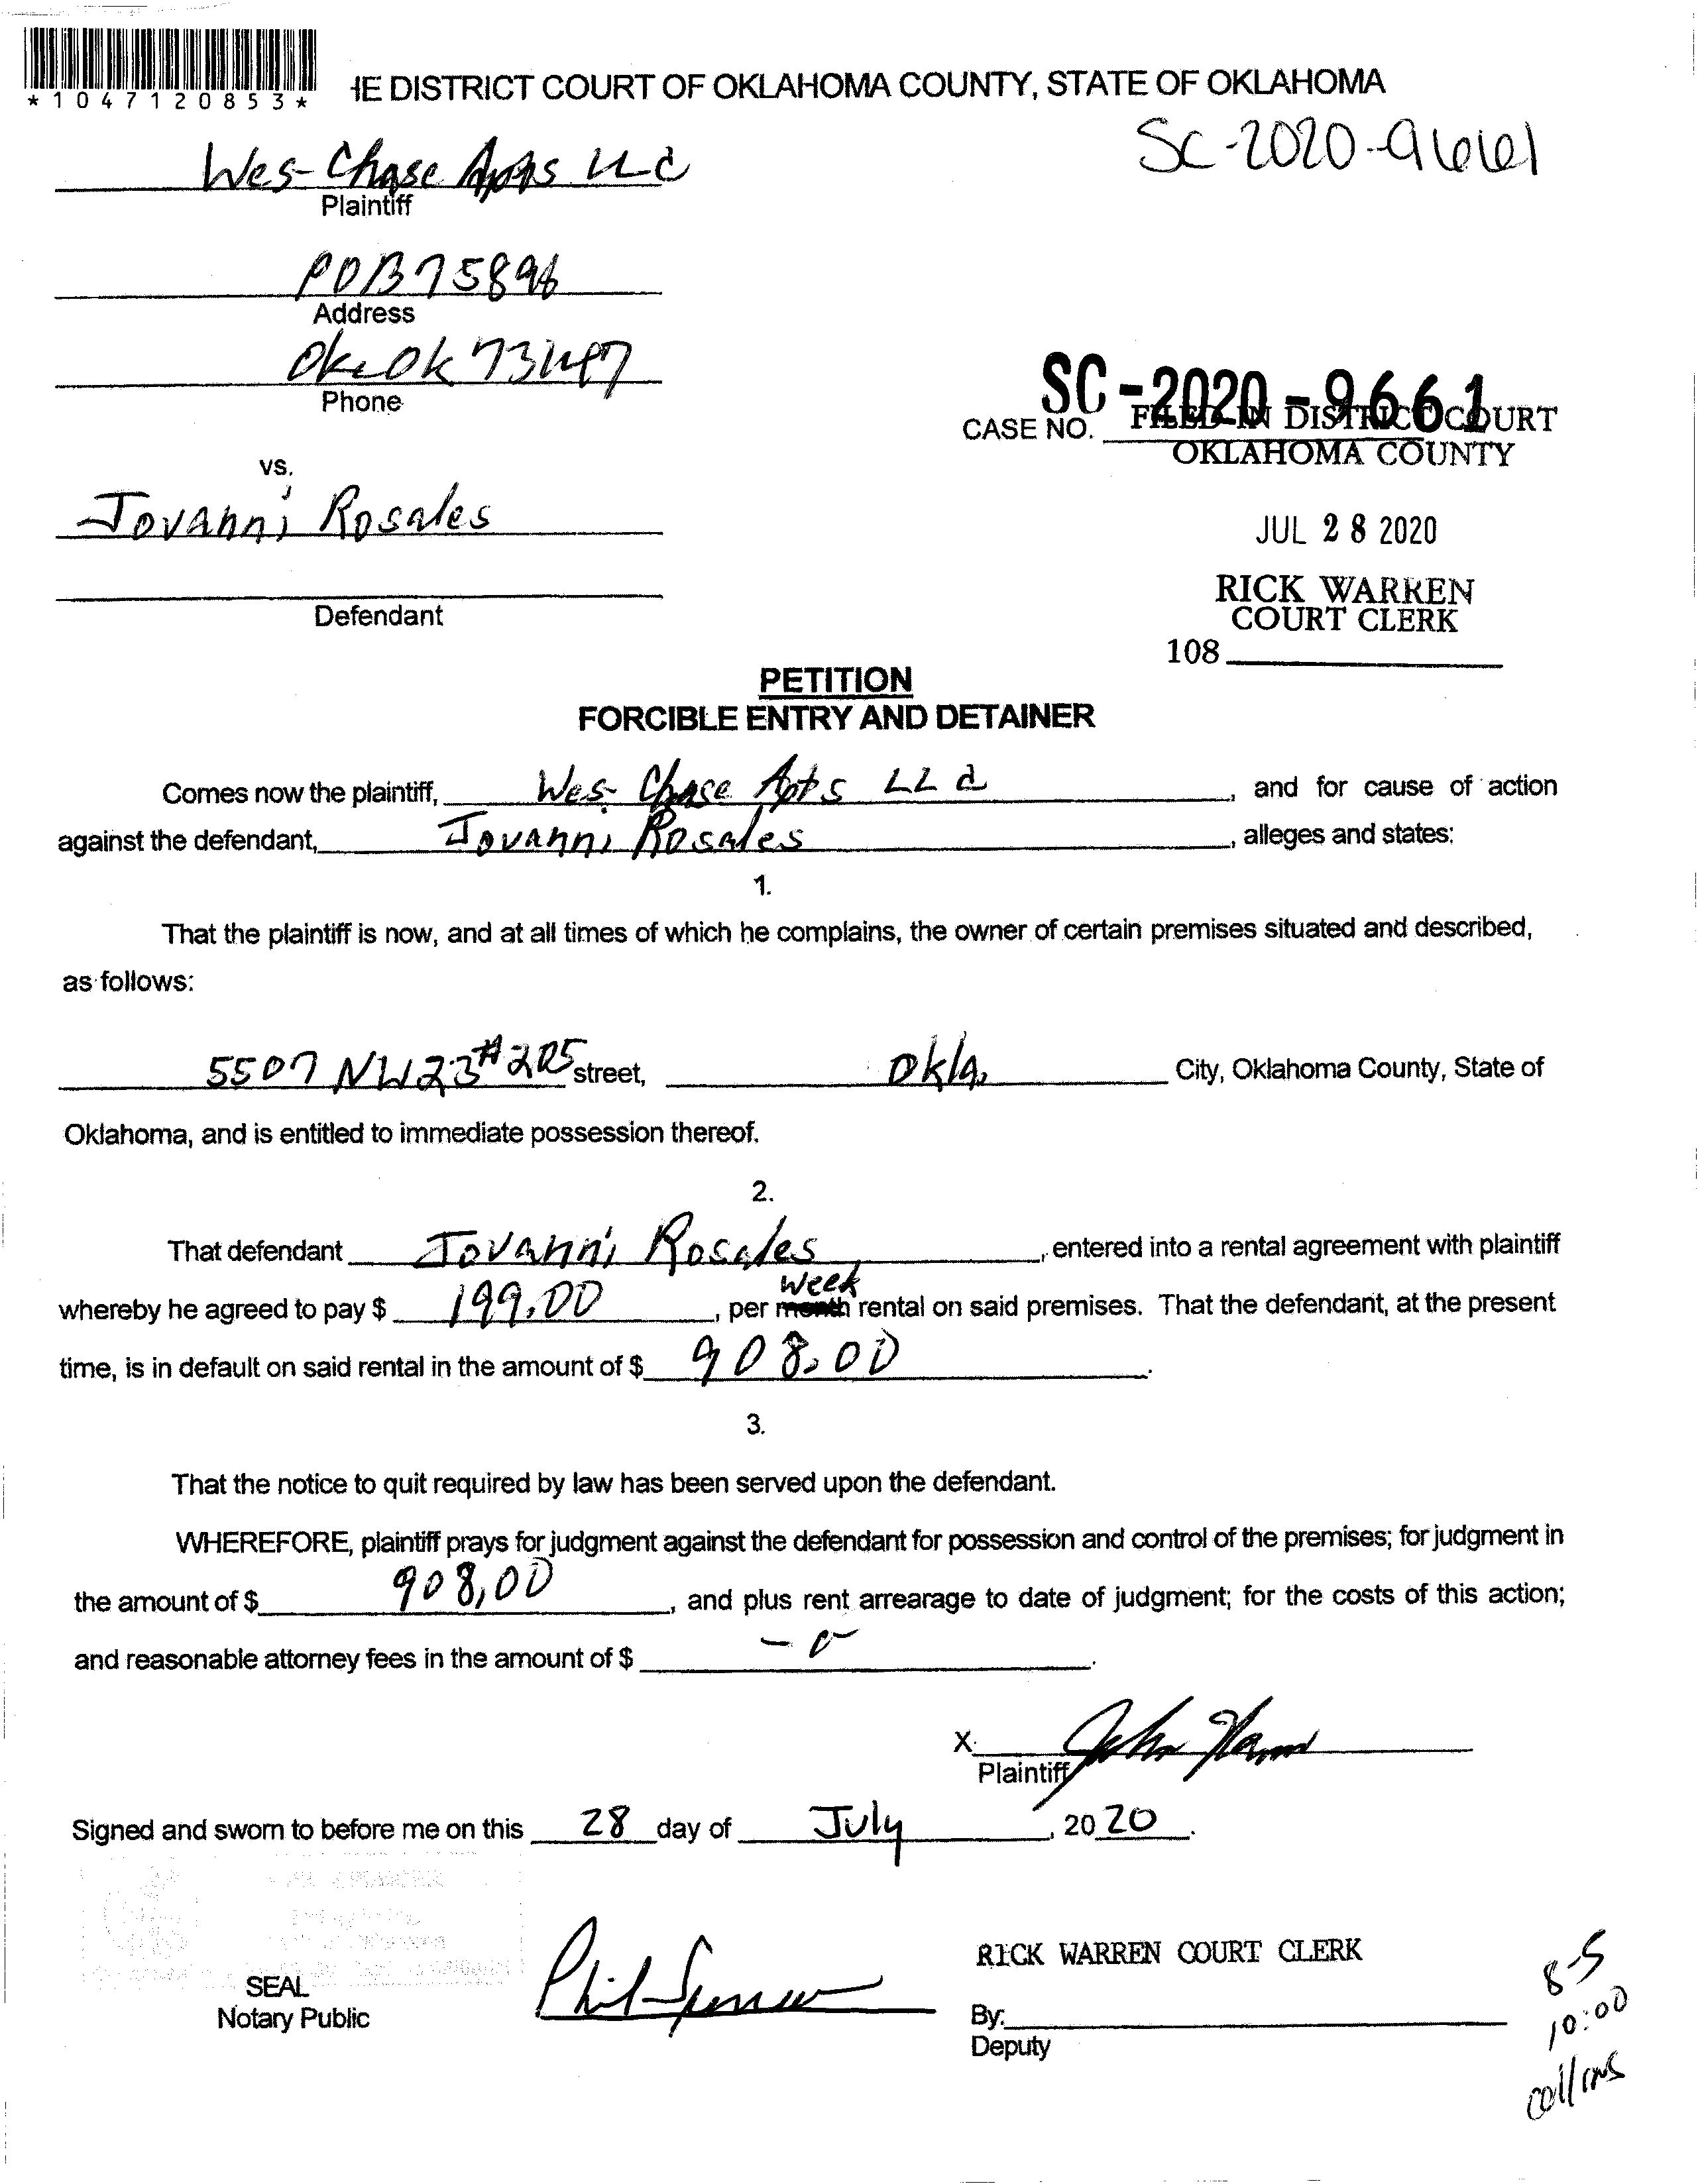 *1047120853*
HE DISTRICT COURT OF OKLAHOMA COUNTY, STATE OF OKLAHOMA
SC-2020-9661
Wes-Chase Apts LLC
Plaintiff
POB 75896
Address
Okc Ok 73147
Phone
SC-2020-9661
CASE NO. FILED IN DISTRICT COURT
OKLAHOMA COUNTY
vs.
Jovanni Rosales
JUL 28 2020
RICK WARREN
COURT CLERK
Defendant
108
PETITION
FORCIBLE ENTRY AND DETAINER
Comes now the plaintiff, Wes-Chase Apts LLC, and for cause of action
against the defendant, Jovanni Rosales, alleges and states:
1.
That the plaintiff is now, and at all times of which he complains, the owner of certain premises situated and described,
as follows:
5507 NW 23 #205 street, Okla. City, Oklahoma County, State of
Oklahoma, and is entitled to immediate possession thereof.
2.
That defendant Jovanni Rosales, entered into a rental agreement with plaintiff
week
whereby he agreed to pay $ 199.00, per month rental on said premises. That the defendant, at the present
time, is in default on said rental in the amount of $ 908.00.
3.
That the notice to quit required by law has been served upon the defendant.
WHEREFORE, plaintiff prays for judgment against the defendant for possession and control of the premises; for judgment in
the amount of $ 908,00, and plus rent arrearage to date of judgment; for the costs of this action;
and reasonable attorney fees in the amount of $ -0-.
X
Plaintiff
Signed and sworn to before me on this 28 day of July, 2020.
RICK WARREN COURT CLERK
SEAL
Notary Public
By:
Deputy
8-5
10:00
collins